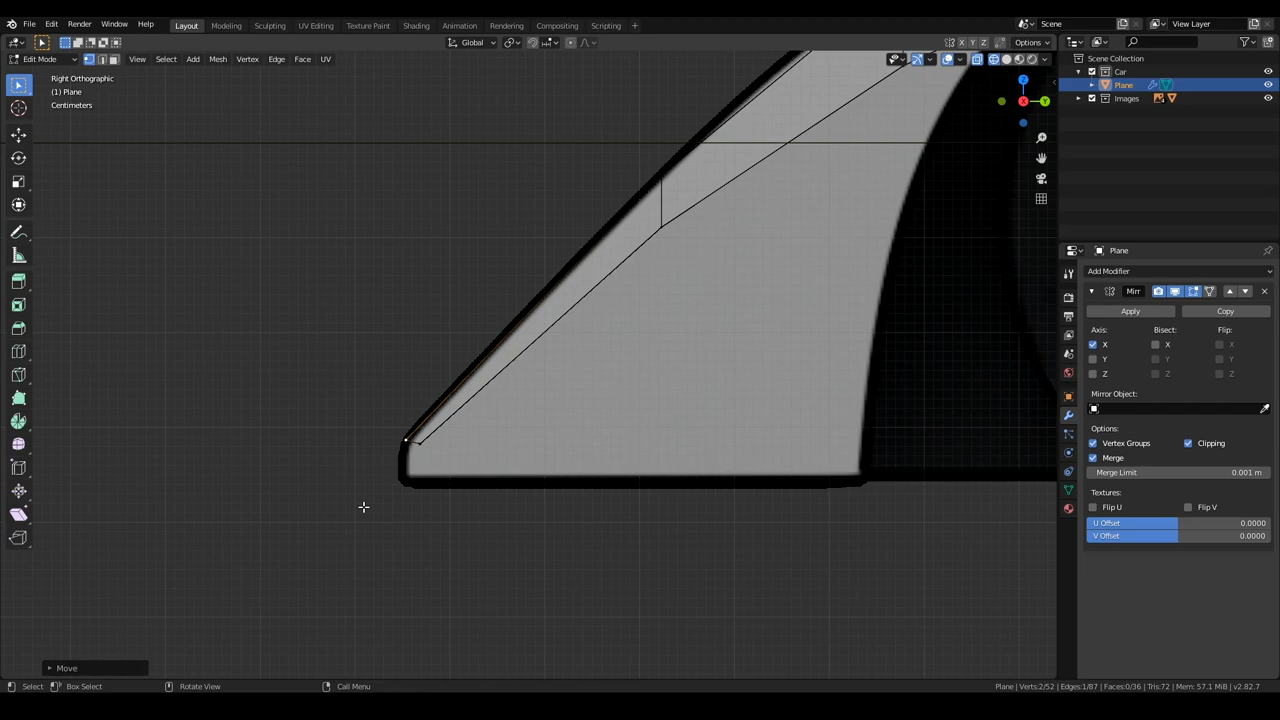 File Edit Render Window Help Layout Modeling Sculpting UV Editing Texture Paint Shading Animation Rendering Compositing Scripting + Scene View Layer
Global X Y Z Options
Edit Mode View Select Add Mesh Vertex Edge Face UV
Right Orthographic
(1) Plane
Centimeters
Z
X Y
Move
Scene Collection
Car
Plane
Images
Plane
Add Modifier
Mirr
Apply Copy
Axis: Bisect: Flip:
X X X
Y Y Y
Z Z Z
Mirror Object:
Options:
Vertex Groups Clipping
Merge
Merge Limit 0.001 m
Textures:
Flip U Flip V
U Offset 0.0000
V Offset 0.0000
Select Box Select Rotate View Call Menu Plane | Verts:2/52 | Edges:1/87 | Faces:0/36 | Tris:72 | Mem: 57.1 MiB | v2.82.7